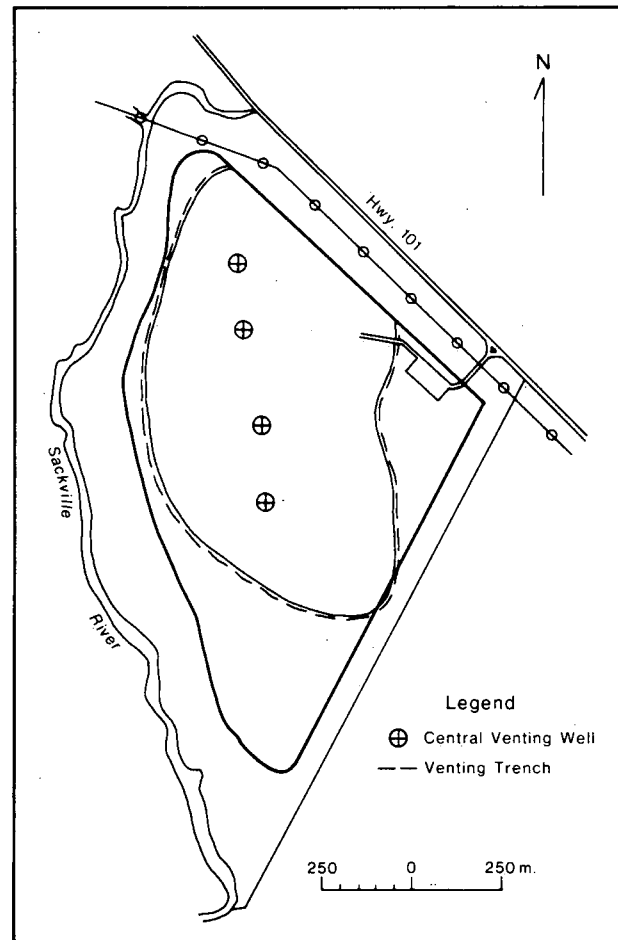 N
Hwy. 101
Sackville
River
Legend
Central Venting Well
Venting Trench
250 0 250 m.